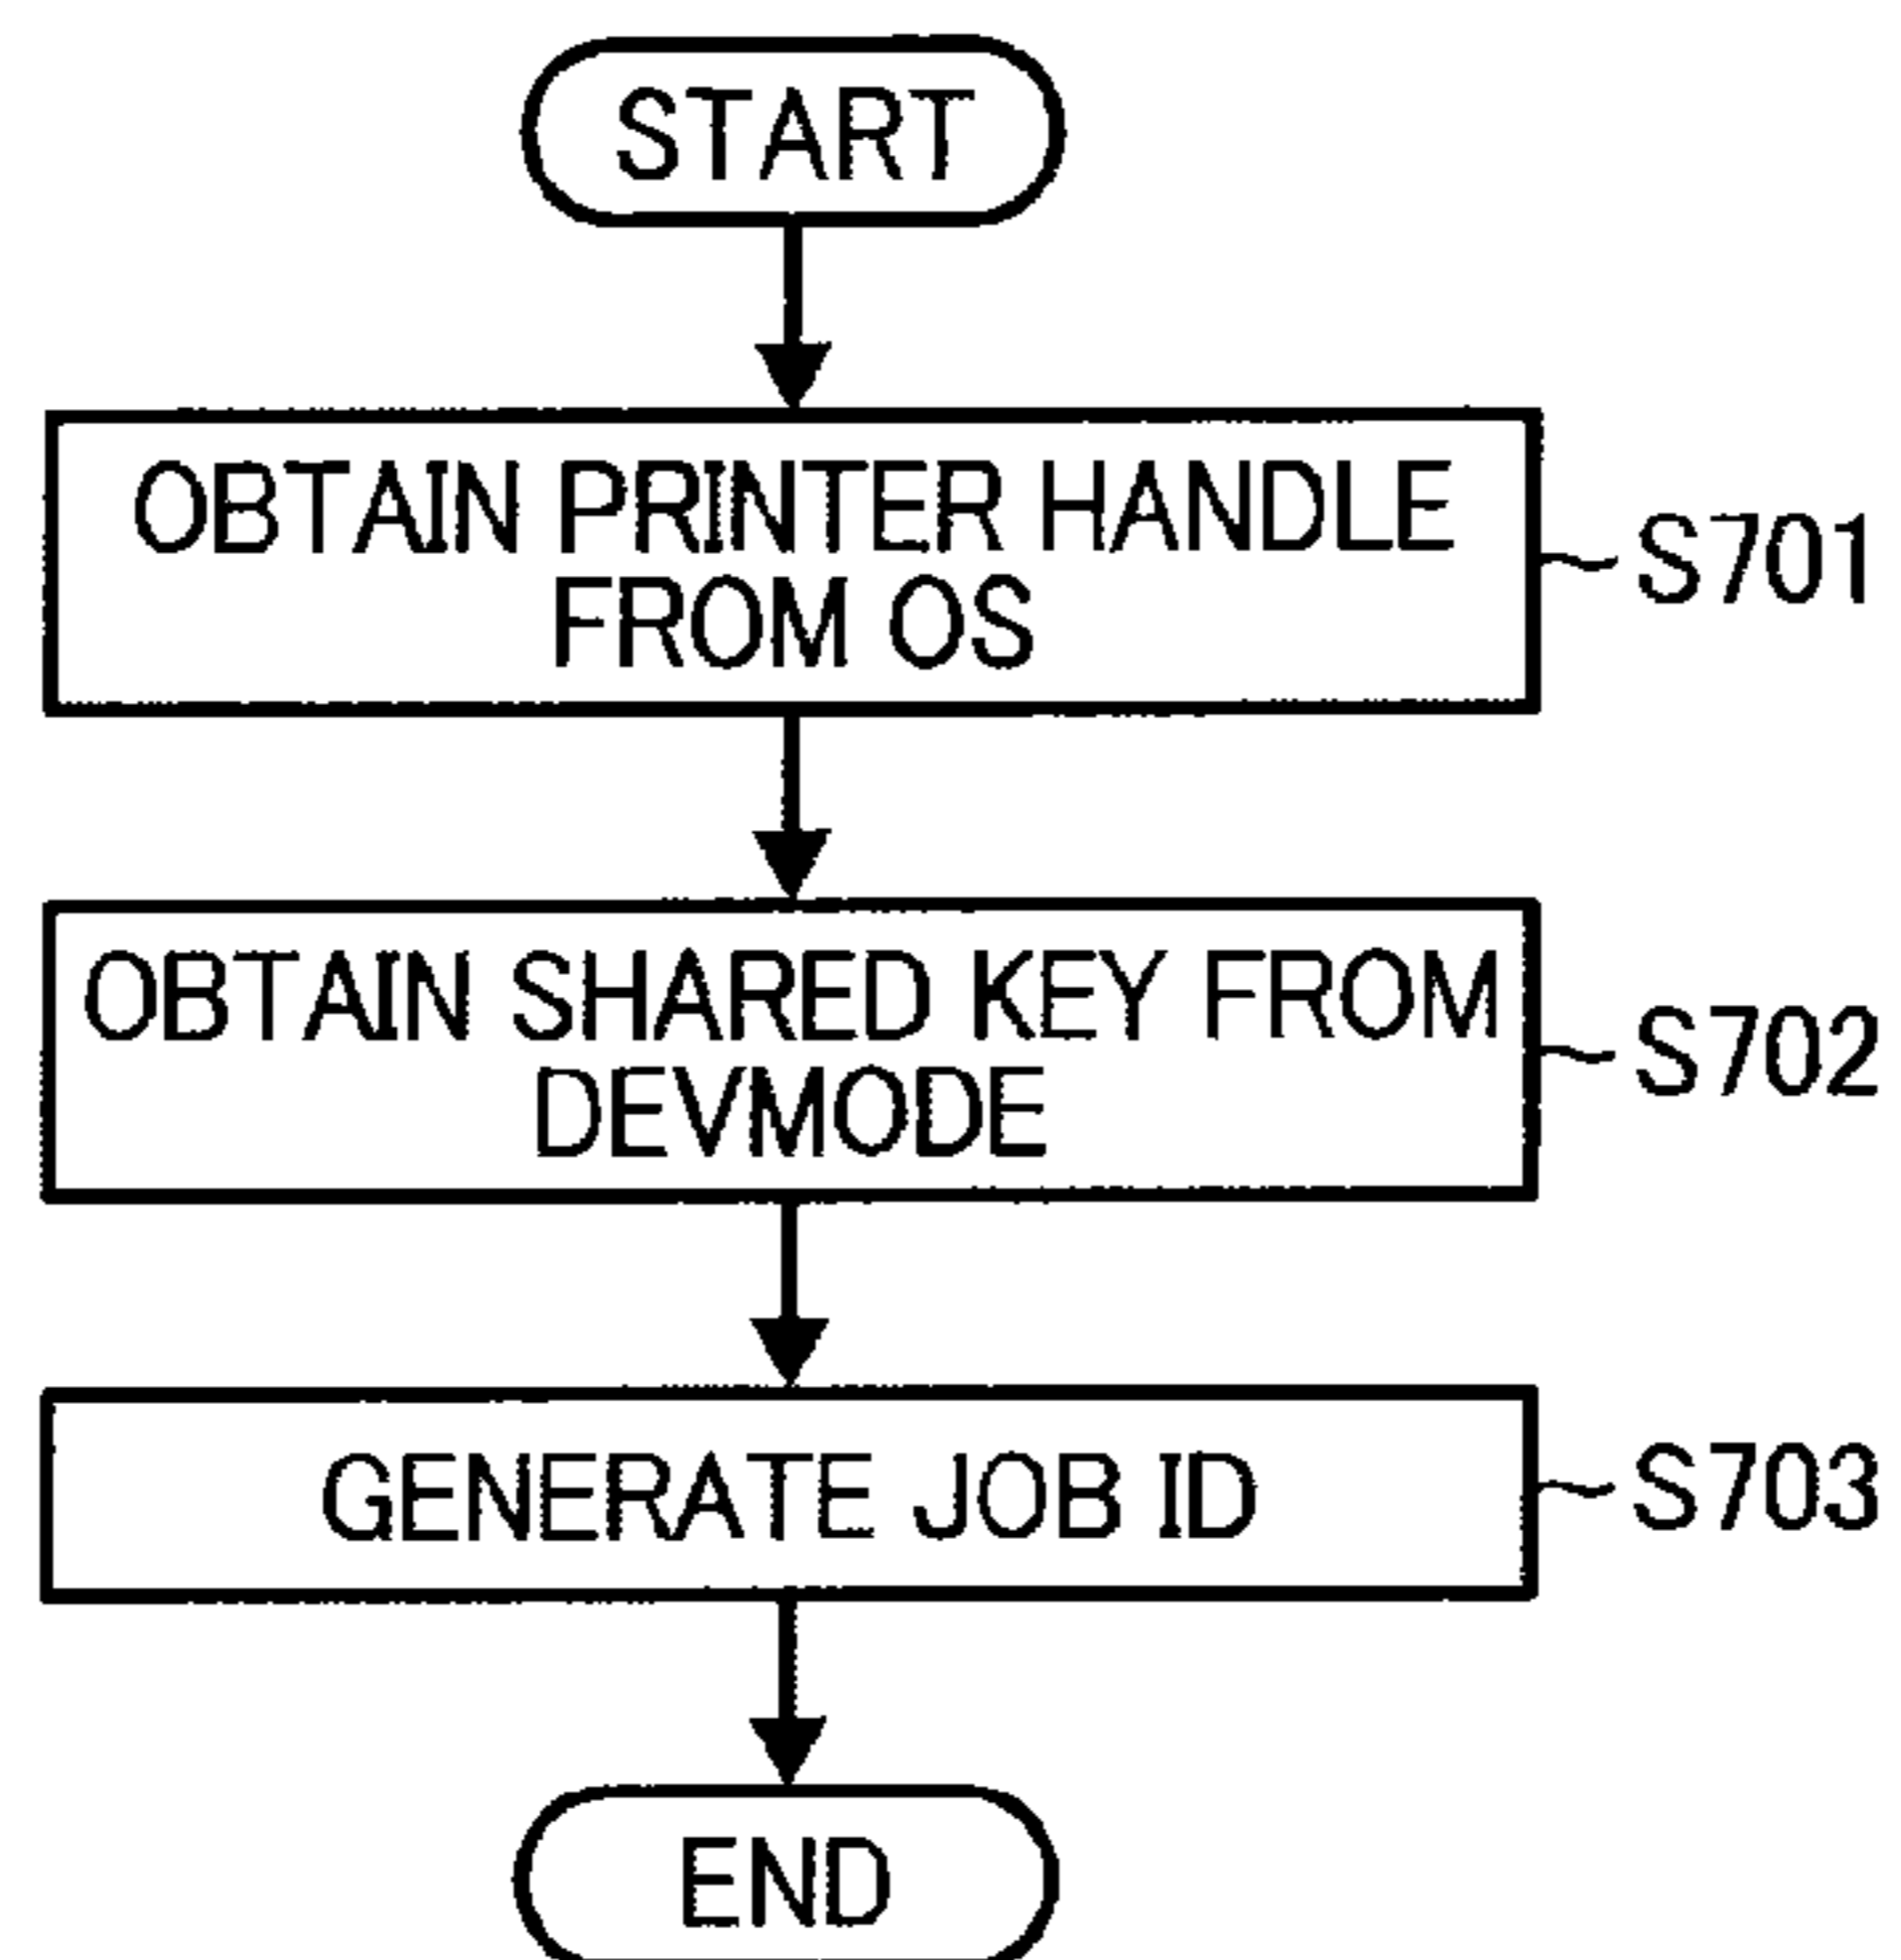 START
OBTAIN PRINTER HANDLE
FROM OS
S701
OBTAIN SHARED KEY FROM
DEVMODE
S702
GENERATE JOB ID
S703
END